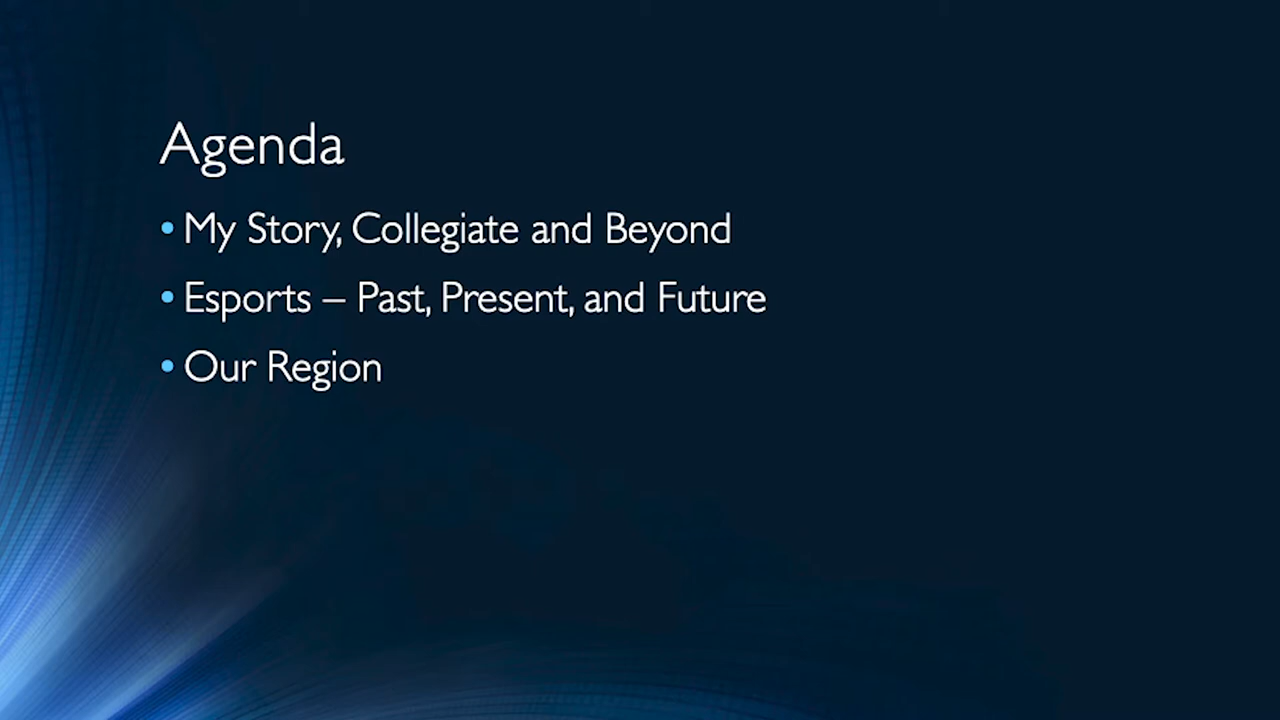 Agenda
• My Story, Collegiate and Beyond
• Esports – Past, Present, and Future
• Our Region